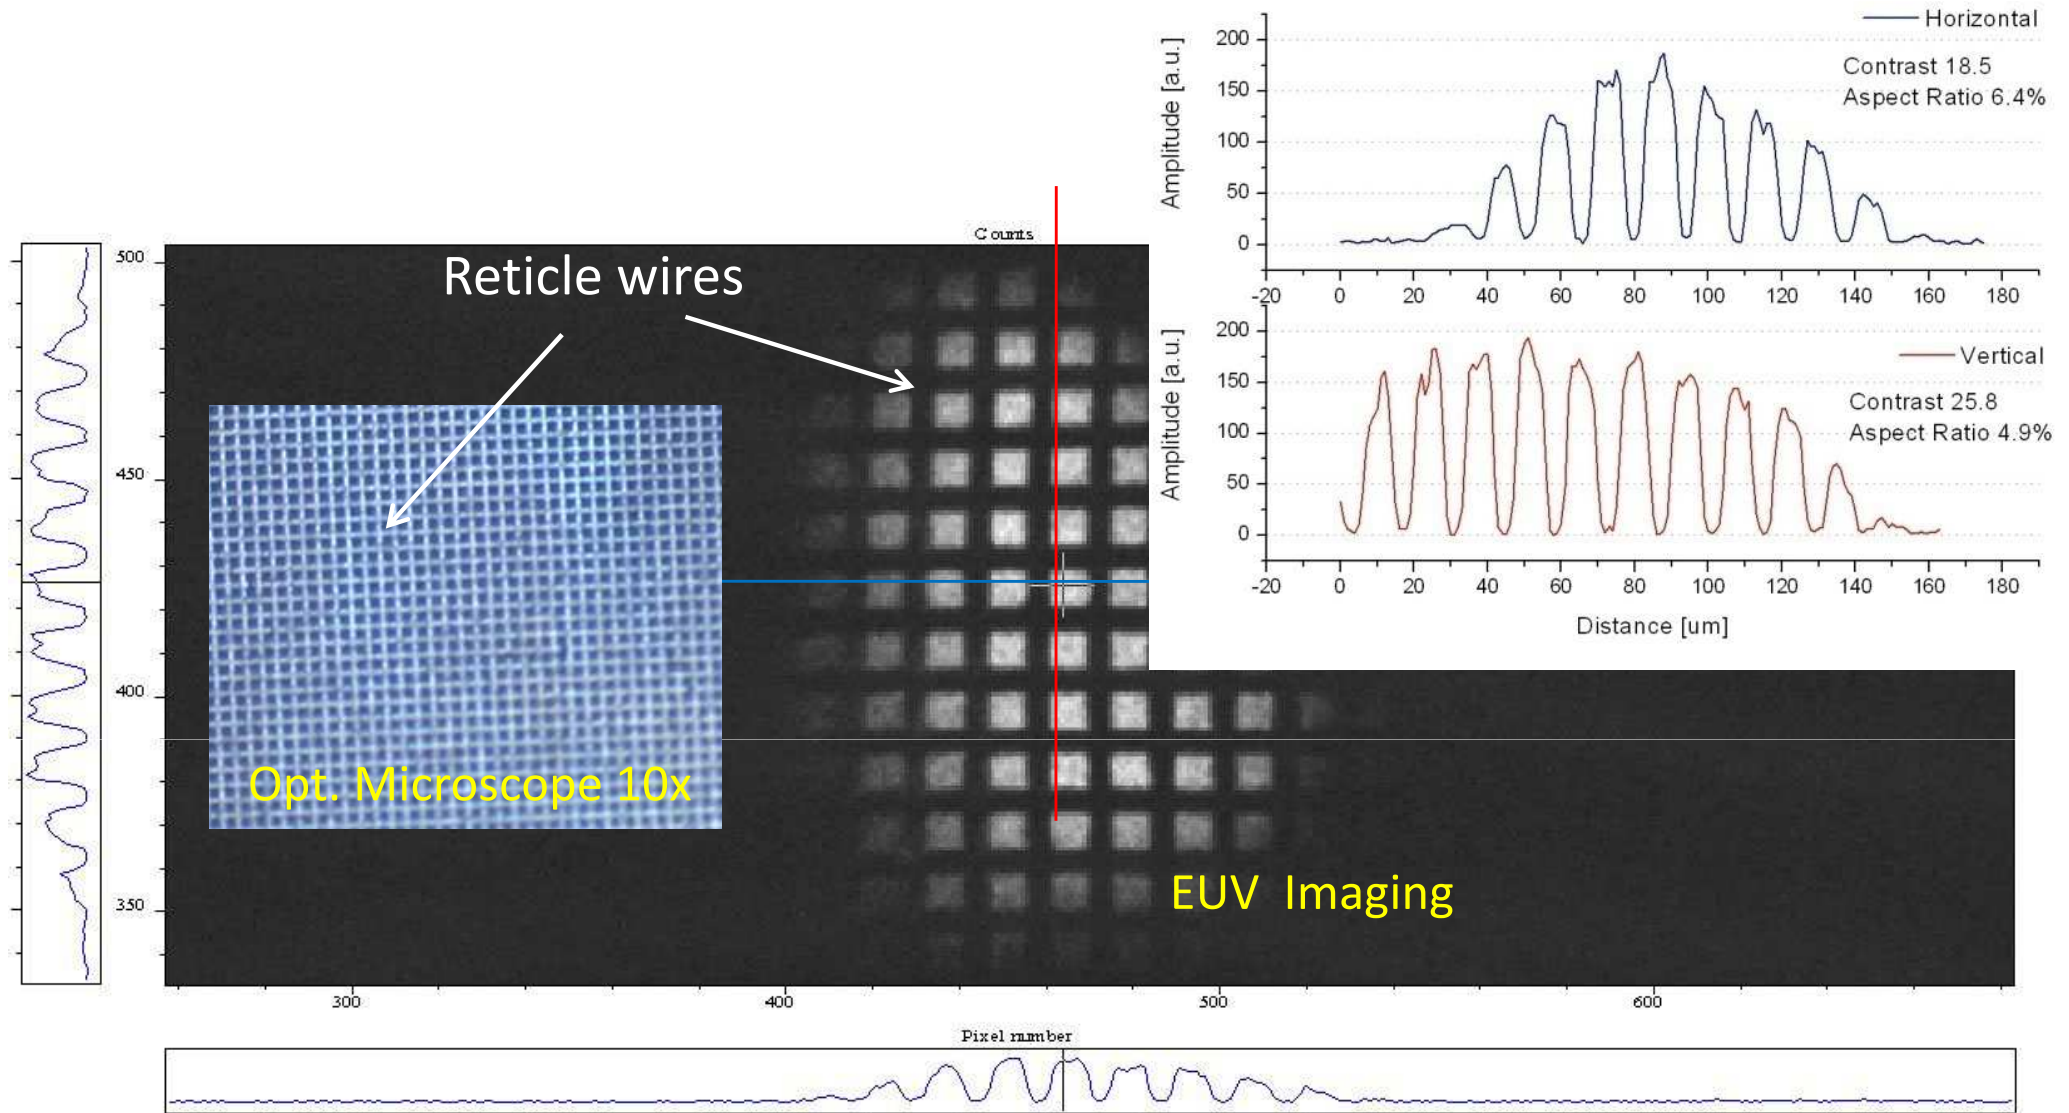 Horizontal
Contrast 18.5
Aspect Ratio 6.4%
Amplitude [a.u.]
200
150
100
50
0
-20 0 20 40 60 80 100 120 140 160 180
Vertical
Contrast 25.8
Aspect Ratio 4.9%
Amplitude [a.u.]
200
150
100
50
0
-20 0 20 40 60 80 100 120 140 160 180
Distance [um]
Counts
Reticle wires
500
450
400
350
Opt. Microscope 10x
EUV Imaging
300 400 500 600
Pixel number